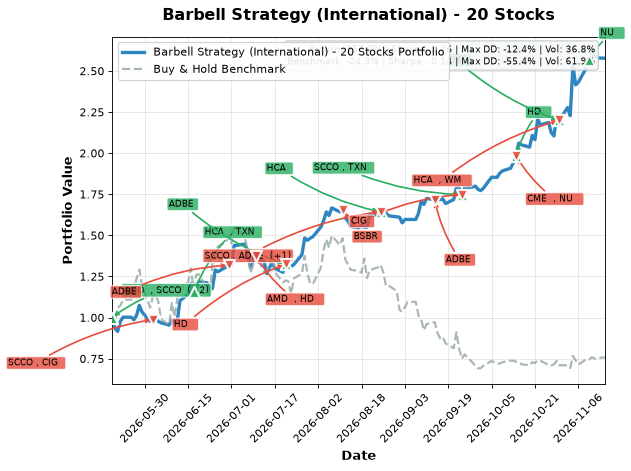 Barbell Strategy (International) - 20 Stocks
NU
Barbell Strategy (International) - 20 Stocks Portfolio
| Max DD: -12.4% | Vol: 36.8%
Buy & Hold Benchmark
Benchmark: -24.3% | Sharpe: | Max DD: -55.4% | Vol: 61.9%
2.50
2.25
2.00
1.75
1.50
1.25
1.00
0.75
Portfolio Value
HD
HCA
SCCO , TXN
HCA , WM
CME , NU
ADBE
CIG
HCA , TXN
BSBR
SCCO , (+1)
ADBE
ADBE
SCCO
AMD , HD
HD
SCCO , CIG
2026-05-30
2026-06-15
2026-07-01
2026-07-17
2026-08-02
2026-08-18
2026-09-03
2026-09-19
2026-10-05
2026-10-21
2026-11-06
Date